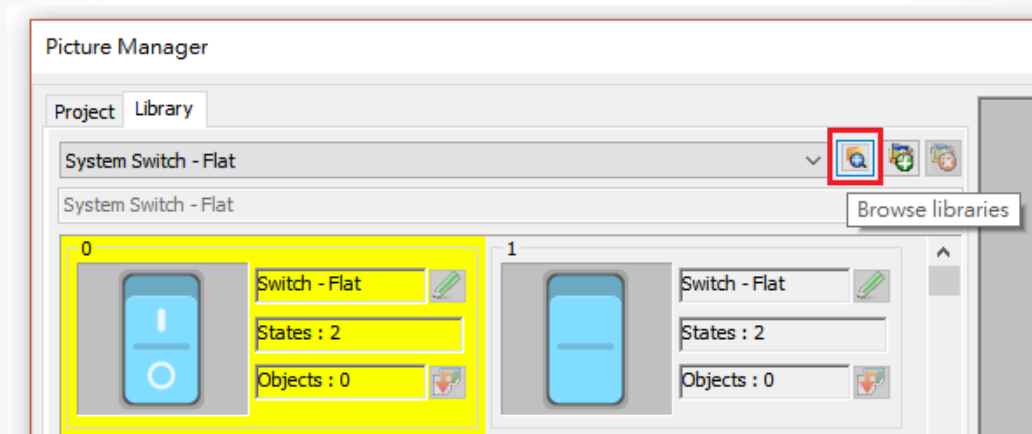 Picture Manager
Project Library
System Switch - Flat
System Switch - Flat
Browse libraries
0
Switch - Flat
States : 2
Objects : 0
1
Switch - Flat
States : 2
Objects : 0